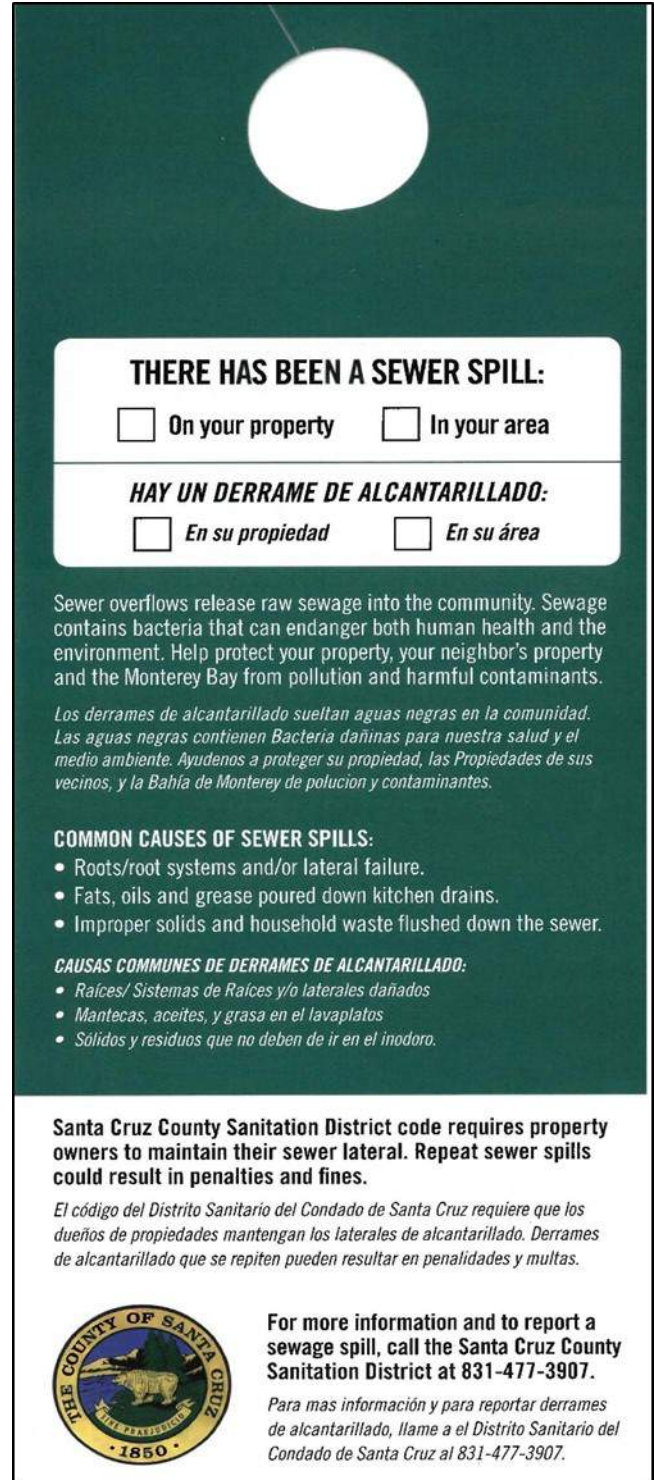 THERE HAS BEEN A SEWER SPILL:
On your property In your area
HAY UN DERRAME DE ALCANTARILLADO:
En su propiedad En su área
Sewer overflows release raw sewage into the community. Sewage
contains bacteria that can endanger both human health and the
environment. Help protect your property, your neighbor's property
and the Monterey Bay from pollution and harmful contaminants.
Los derrames de alcantarillado sueltan aguas negras en la comunidad.
Las aguas negras contienen Bacteria dañinas para nuestra salud y el
medio ambiente. Ayudenos a proteger su propiedad, las Propiedades de sus
vecinos, y la Bahía de Monterey de polucion y contaminantes.
COMMON CAUSES OF SEWER SPILLS:
• Roots/root systems and/or lateral failure.
• Fats, oils and grease poured down kitchen drains.
• Improper solids and household waste flushed down the sewer.
CAUSAS COMMUNES DE DERRAMES DE ALCANTARILLADO:
• Raíces/ Sistemas de Raíces y/o laterales dañados
• Mantecas, aceites, y grasa en el lavaplatos
• Sólidos y residuos que no deben de ir en el inodoro.
Santa Cruz County Sanitation District code requires property
owners to maintain their sewer lateral. Repeat sewer spills
could result in penalties and fines.
El código del Distrito Sanitario del Condado de Santa Cruz requiere que los
dueños de propiedades mantengan los laterales de alcantarillado. Derrames
de alcantarillado que se repiten pueden resultar en penalidades y multas.
THE COUNTY OF SANTA CRUZ
SINE PRAEJUDICIO
• 1850 •
For more information and to report a
sewage spill, call the Santa Cruz County
Sanitation District at 831-477-3907.
Para mas información y para reportar derrames
de alcantarillado, llame a el Distrito Sanitario del
Condado de Santa Cruz al 831-477-3907.